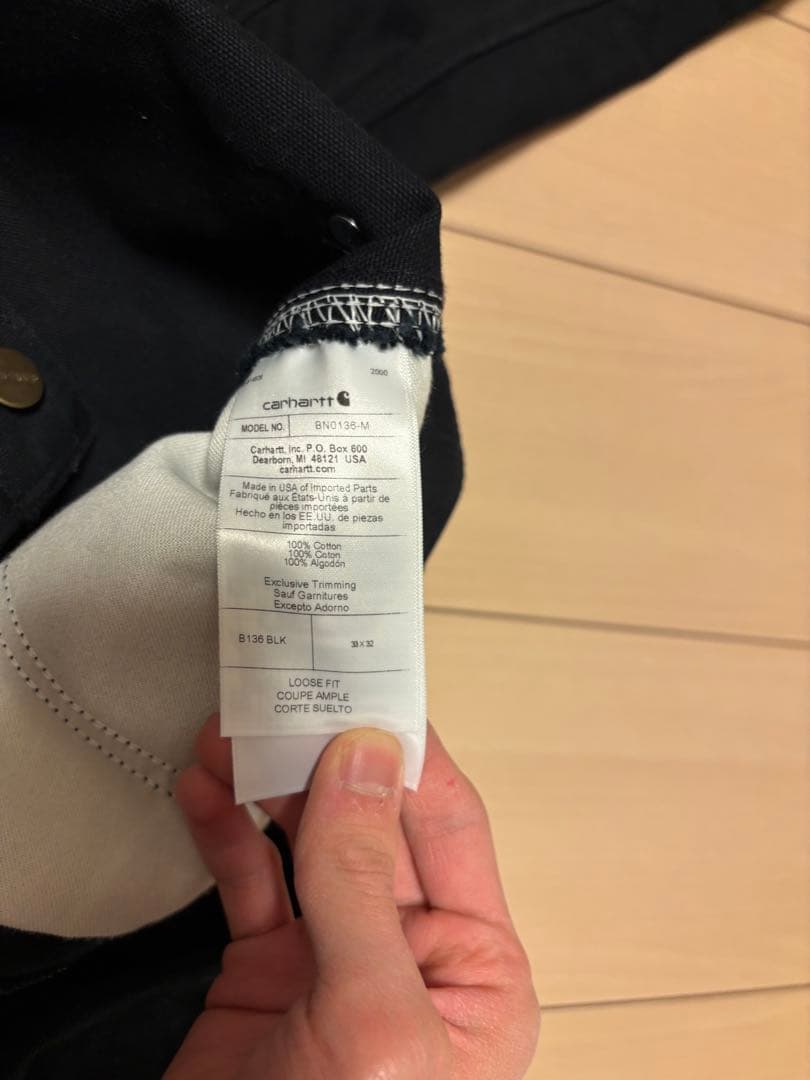 2000
carhartt
MODEL NO. BN0136-M
Carhartt, Inc. P.O. Box 600
Dearborn, MI 48121 USA
carhartt.com
Made in USA of Imported Parts
Fabriqué aux États-Unis à partir de
pièces importées
Hecho en los EE.UU. de piezas
importadas
100% Cotton
100% Coton
100% Algodón
Exclusive Trimming
Sauf Garnitures
Excepto Adorno
B136 BLK 33 X 32
LOOSE FIT
COUPE AMPLE
CORTE SUELTO